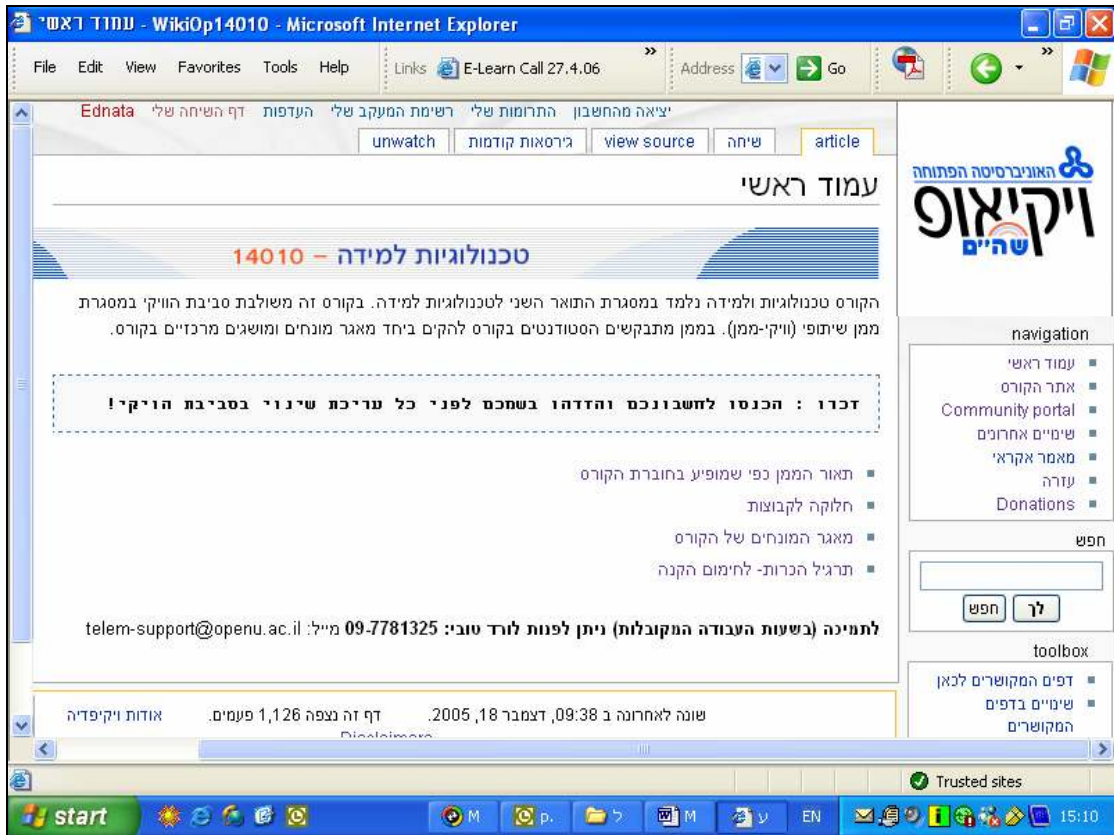 עמוד ראשי - WikiOp14010 - Microsoft Internet Explorer
File Edit View Favorites Tools Help Links E-Learn Call 27.4.06 » Address Go »
Ednata דף השיחה שלי העדפות רשימת המעקב שלי התרומות שלי יציאה מהחשבון
article שיחה view source גירסאות קודמות unwatch
האוניברסיטה הפתוחה
ויקיאופ
שהיים
עמוד ראשי
טכנולוגיות למידה – 14010
הקורס טכנולוגיות ולמידה נלמד במסגרת התואר השני לטכנולוגיות למידה. בקורס זה משולבת סביבת הוויקי במסגרת
ממן שיתופי (וויקי-ממן). בממן מתבקשים הסטודנטים בקורס להקים ביחד מאגר מונחים ומושגים מרכזיים בקורס.
זכרו : הכנסו לחשבונכם והזדהו בשמכם לפני כל עריכת שינוי בסביבת הויקי!
תאור הממן כפי שמופיע בחוברת הקורס
חלוקה לקבוצות
מאגר המונחים של הקורס
תרגיל הכרות- לחימום הקנה
לתמיכה (בשעות העבודה המקובלות) ניתן לפנות לורד טובי: 09-7781325 מייל: telem-support@openu.ac.il
שונה לאחרונה ב 09:38, דצמבר 18, 2005. דף זה נצפה 1,126 פעמים. אודות ויקיפדיה
Disclaimers
navigation
עמוד ראשי
אתר הקורס
Community portal
שינויים אחרונים
מאמר אקראי
עזרה
Donations
חפש
לך חפש
toolbox
דפים המקושרים לכאן
שינויים בדפים
המקושרים
Trusted sites
start M p. ל M ע EN 15:10